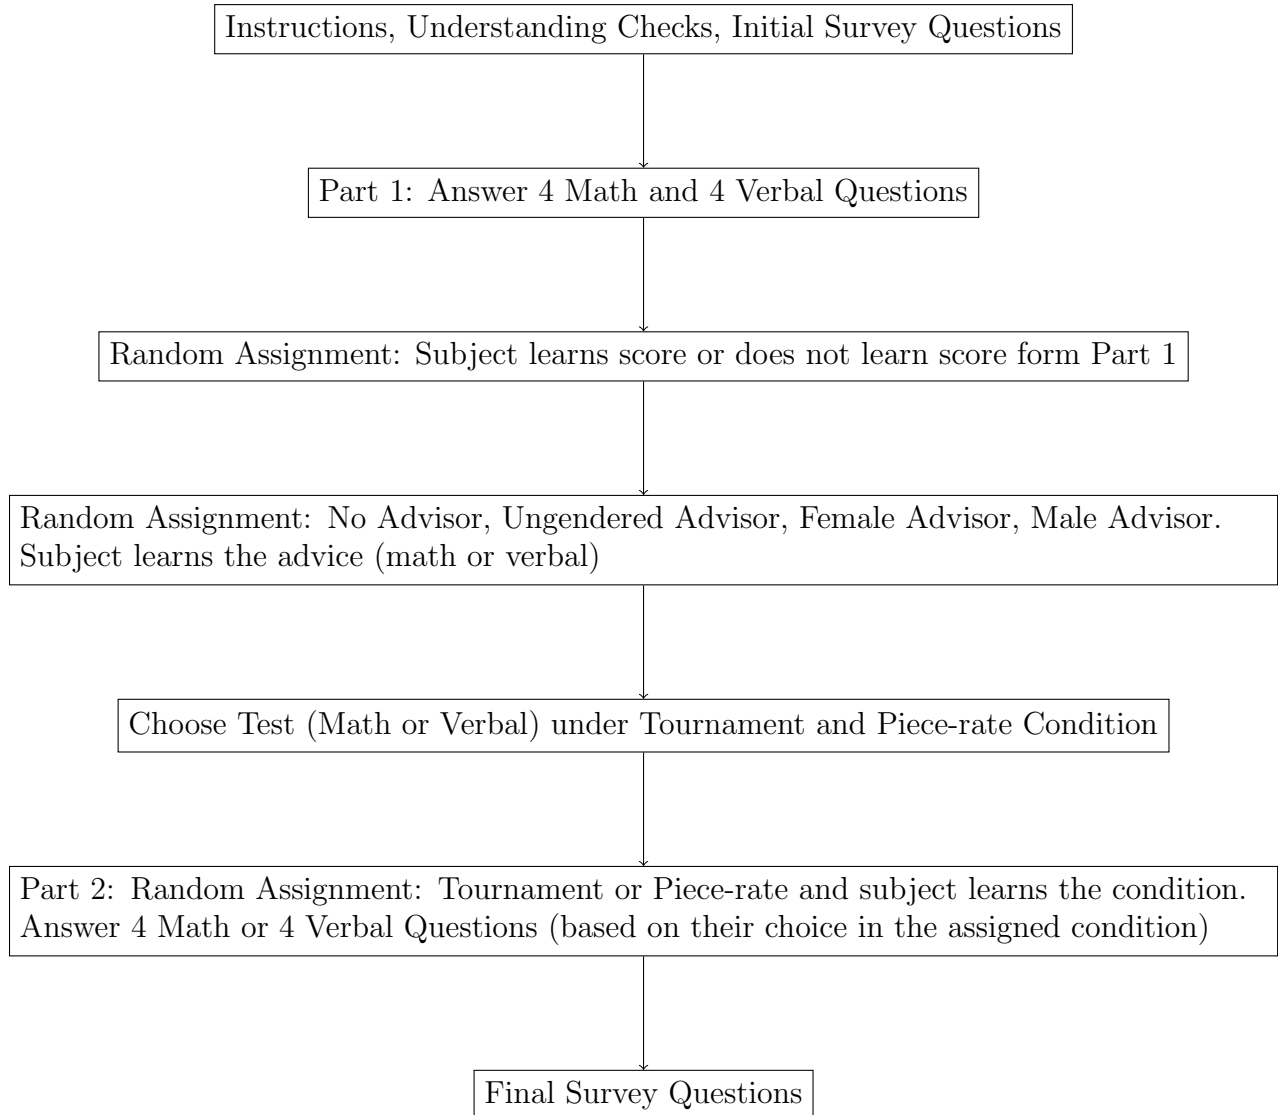 Instructions, Understanding Checks, Initial Survey Questions
Part 1: Answer 4 Math and 4 Verbal Questions
Random Assignment: Subject learns score or does not learn score form Part 1
Random Assignment: No Advisor, Ungendered Advisor, Female Advisor, Male Advisor.
Subject learns the advice (math or verbal)
Choose Test (Math or Verbal) under Tournament and Piece-rate Condition
Part 2: Random Assignment: Tournament or Piece-rate and subject learns the condition.
Answer 4 Math or 4 Verbal Questions (based on their choice in the assigned condition)
Final Survey Questions